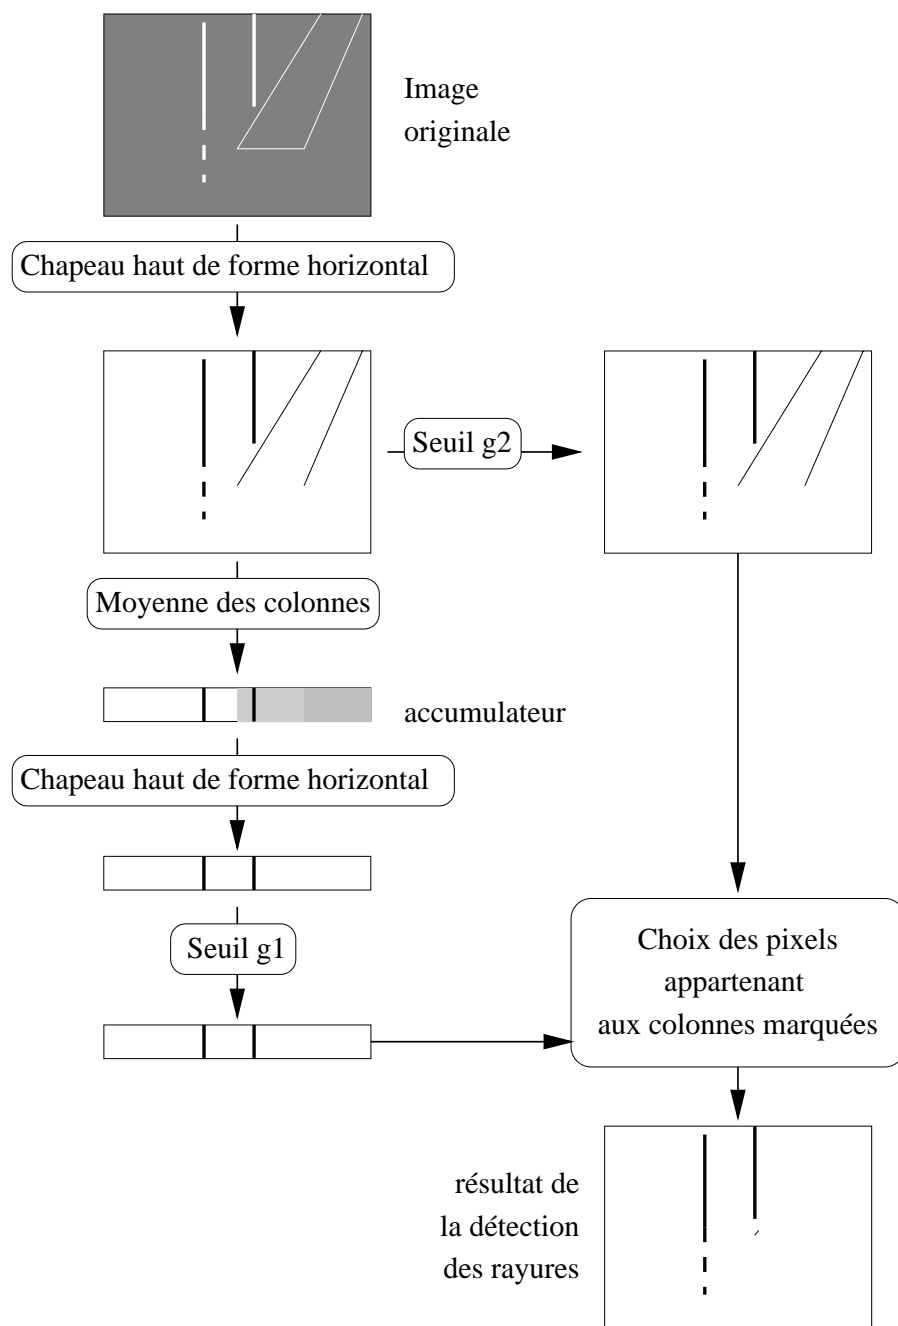 Image
originale
Chapeau haut de forme horizontal
Seuil g2
Moyenne des colonnes
accumulateur
Chapeau haut de forme horizontal
Seuil g1
Choix des pixels
appartenant
aux colonnes marquées
résultat de
la détection
des rayures